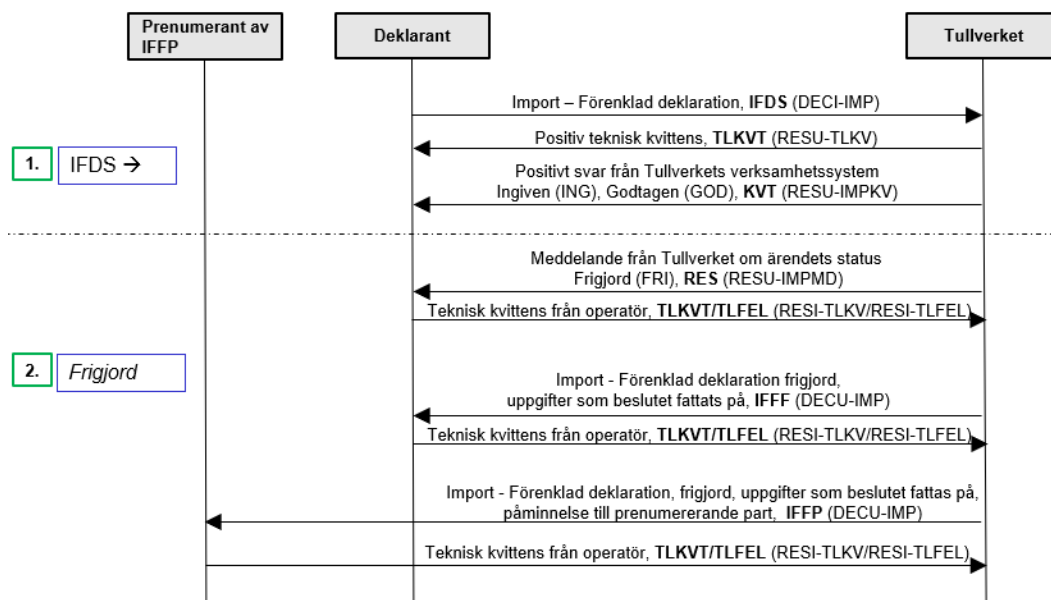 Prenumerant av
IFFP
Deklarant
Tullverket
Import – Förenklad deklaration, IFDS (DECI-IMP)
Positiv teknisk kvittens, TLKVT (RESU-TLKV)
1.
IFDS →
Positivt svar från Tullverkets verksamhetssystem
Ingiven (ING), Godtagen (GOD), KVT (RESU-IMPKV)
Meddelande från Tullverket om ärendets status
Frigjord (FRI), RES (RESU-IMPMD)
Teknisk kvittens från operatör, TLKVT/TLFEL (RESI-TLKV/RESI-TLFEL)
2.
Frigjord
Import - Förenklad deklaration frigjord,
uppgifter som beslutet fattats på, IFFF (DECU-IMP)
Teknisk kvittens från operatör, TLKVT/TLFEL (RESI-TLKV/RESI-TLFEL)
Import - Förenklad deklaration, frigjord, uppgifter som beslutet fattas på,
påminnelse till prenumererande part, IFFP (DECU-IMP)
Teknisk kvittens från operatör, TLKVT/TLFEL (RESI-TLKV/RESI-TLFEL)